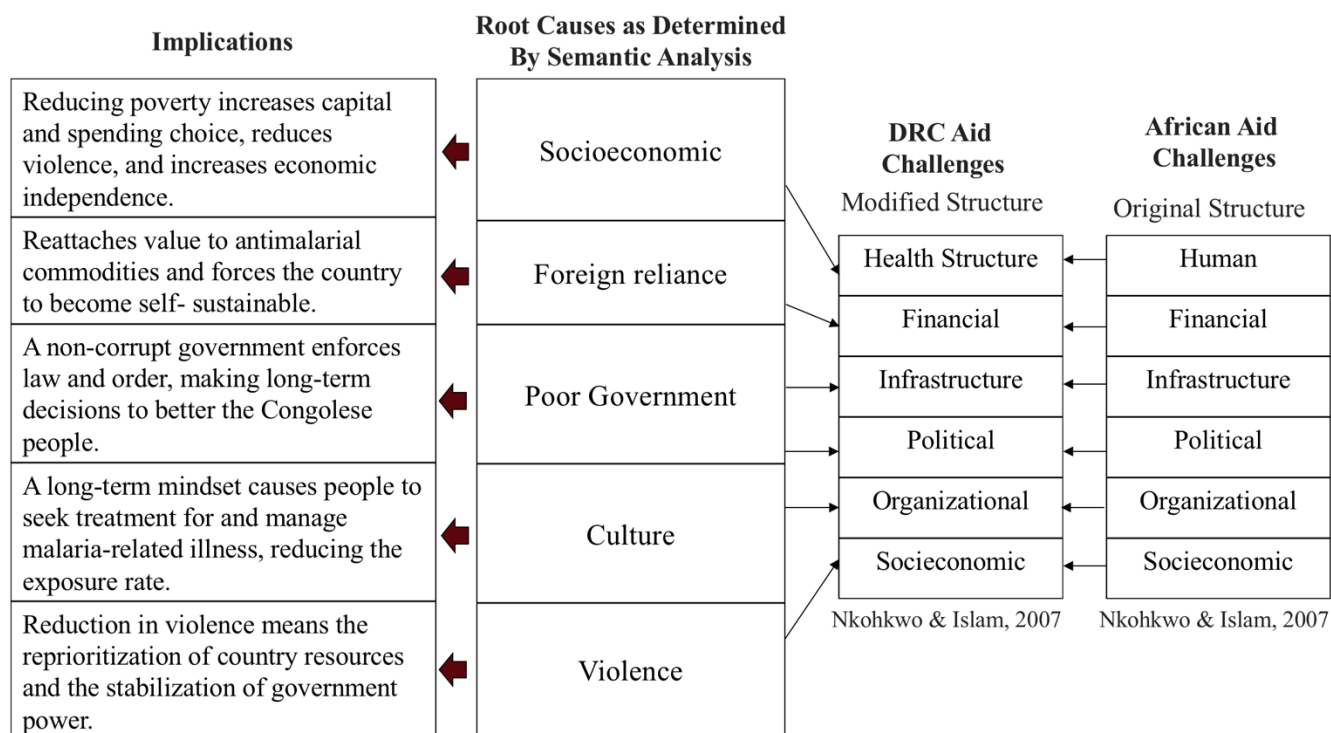 Implications
Reducing poverty increases capital
and spending choice, reduces
violence, and increases economic
independence.
Reattaches value to antimalarial
commodities and forces the country
to become self- sustainable.
A non-corrupt government enforces
law and order, making long-term
decisions to better the Congolese
people.
A long-term mindset causes people to
seek treatment for and manage
malaria-related illness, reducing the
exposure rate.
Reduction in violence means the
reprioritization of country resources
and the stabilization of government
power.
Root Causes as Determined
By Semantic Analysis
Socioeconomic
Foreign reliance
Poor Government
Culture
Violence
DRC Aid
Challenges
Modified Structure
Health Structure
Financial
Infrastructure
Political
Organizational
Socieconomic
Nkohkwo & Islam, 2007
African Aid
Challenges
Original Structure
Human
Financial
Infrastructure
Political
Organizational
Socieconomic
Nkohkwo & Islam, 2007